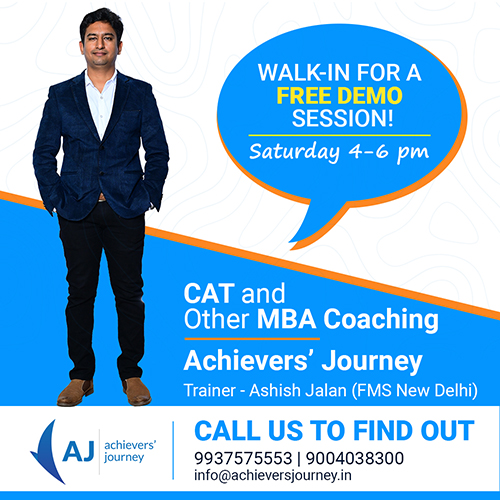 WALK-IN FOR A
FREE DEMO
SESSION!
Saturday 4-6 pm
CAT and
Other MBA Coaching
Achievers' Journey
Trainer - Ashish Jalan (FMS New Delhi)
AJ
achievers'
journey
CALL US TO FIND OUT
9937575553 | 9004038300
info@achieversjourney.in